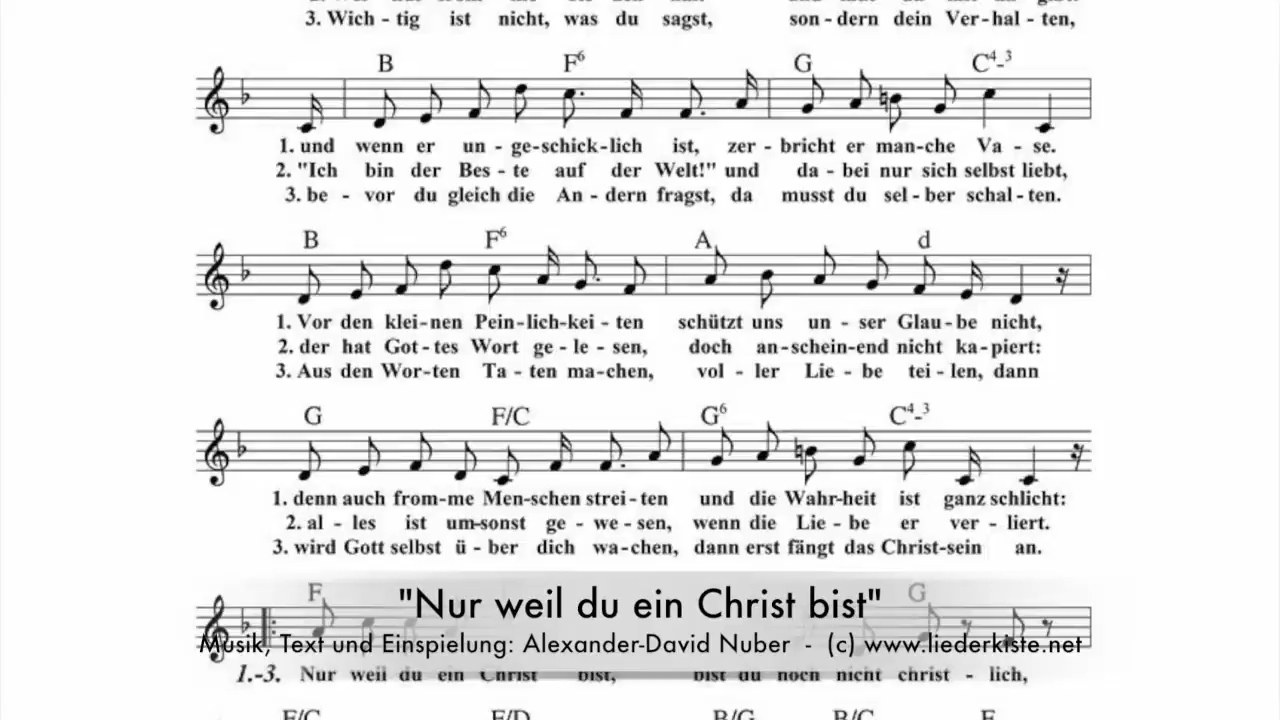 3. Wich-tig ist nicht, was du sagst, son-dern dein Ver-hal-ten,
B F6 G C4-3
1. und wenn er un-ge-schick-lich ist, zer-bricht er man-che Va-se.
2. "Ich bin der Bes-te auf der Welt!" und da-bei nur sich selbst liebt,
3. be-vor du gleich die An-dern fragst, da musst du sel-ber schal-ten.
B F6 A d
1. Vor den klei-nen Pein-lich-kei-ten schützt uns un-ser Glau-be nicht,
2. der hat Got-tes Wort ge-le-sen, doch an-schein-end nicht ka-piert:
3. Aus den Wor-ten Ta-ten ma-chen, vol-ler Lie-be tei-len, dann
G F/C G6 C4-3
1. denn auch from-me Men-schen strei-ten und die Wahr-heit ist ganz schlicht:
2. al-les ist um-sonst ge-we-sen, wenn die Lie-be er ver-liert.
3. wird Gott selbst ü-ber dich wa-chen, dann erst fängt das Christ-sein an.
F G
"Nur weil du ein Christ bist"
Musik, Text und Einspielung: Alexander-David Nuber - (c) www.liederkiste.net
1.-3. Nur weil du ein Christ bist, bist du noch nicht christ-lich,
F/C F/D B/G B/C F